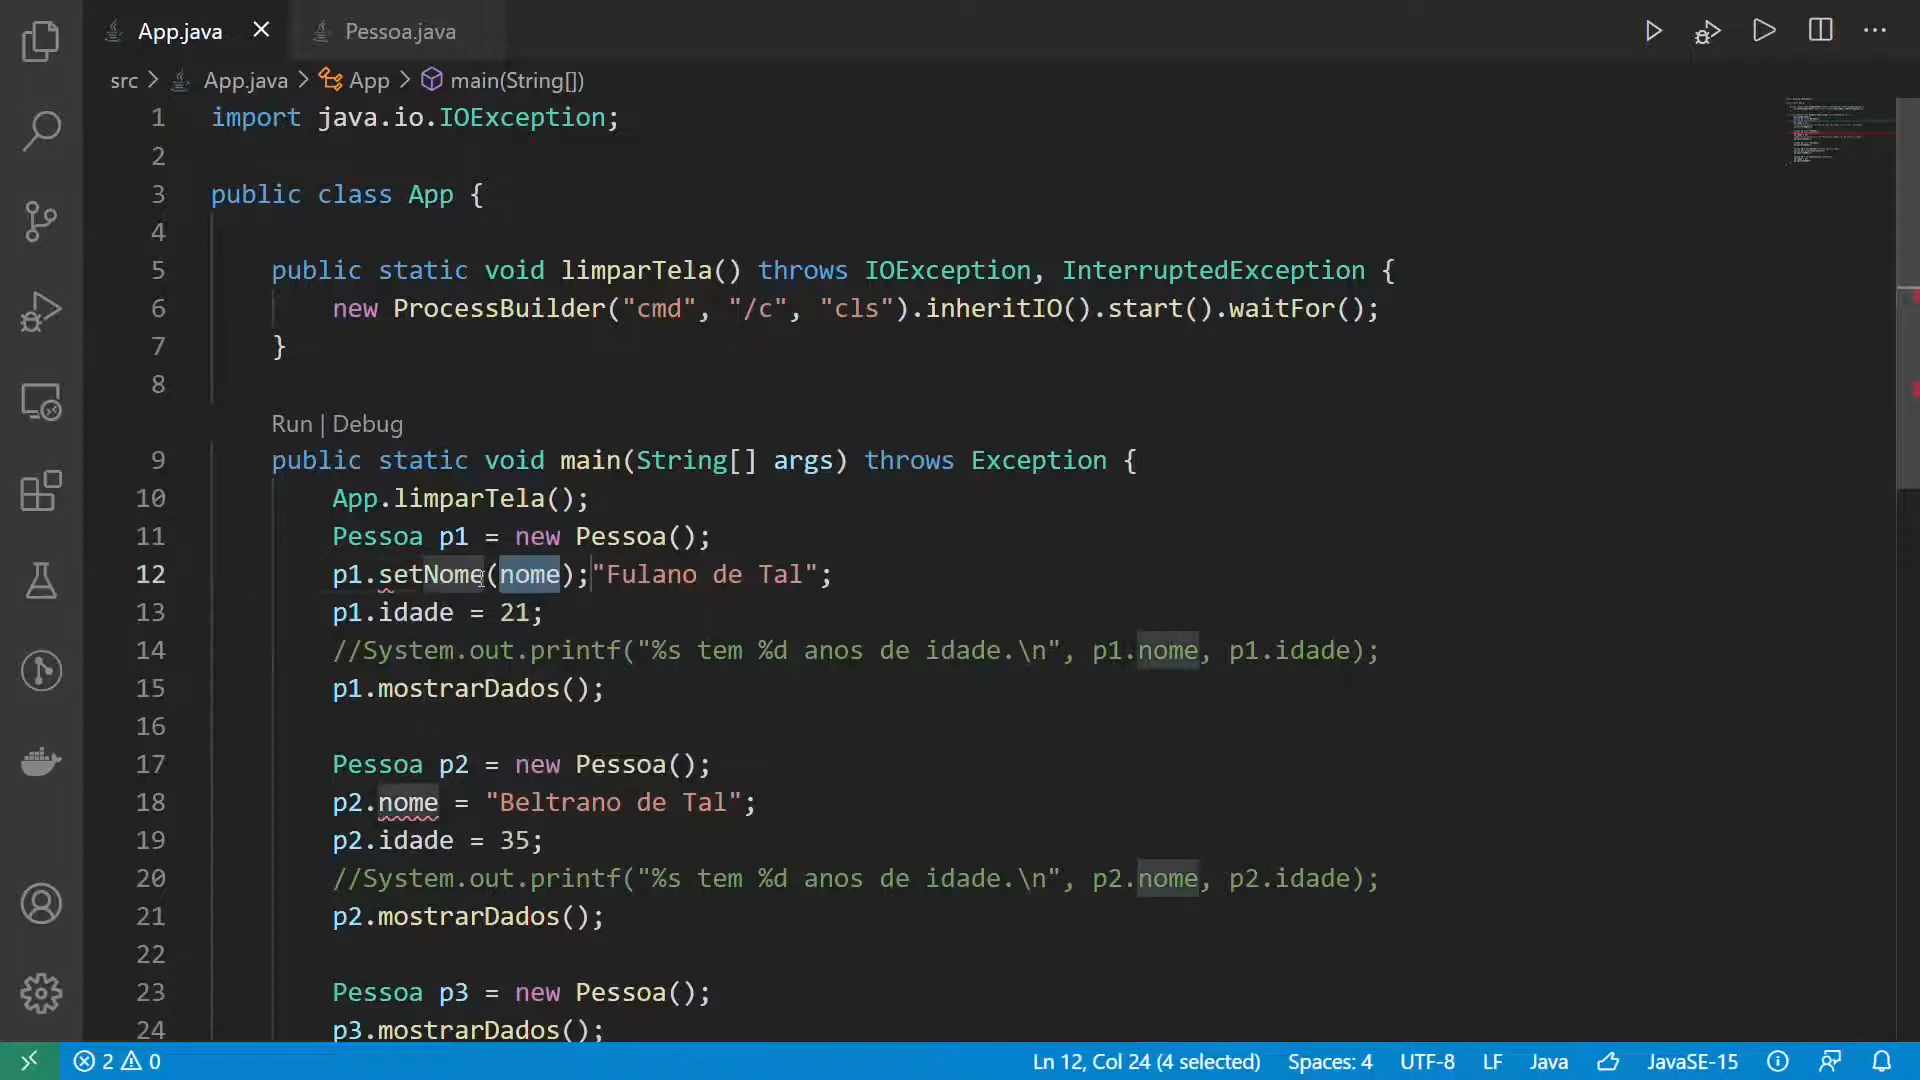 App.java Pessoa.java
src > App.java > App > main(String[])
1 import java.io.IOException;
2
3 public class App {
4
5 public static void limparTela() throws IOException, InterruptedException {
6 new ProcessBuilder("cmd", "/c", "cls").inheritIO().start().waitFor();
7 }
8
Run | Debug
9 public static void main(String[] args) throws Exception {
10 App.limparTela();
11 Pessoa p1 = new Pessoa();
12 p1.setNome(nome);"Fulano de Tal";
13 p1.idade = 21;
14 //System.out.printf("%s tem %d anos de idade.\n", p1.nome, p1.idade);
15 p1.mostrarDados();
16
17 Pessoa p2 = new Pessoa();
18 p2.nome = "Beltrano de Tal";
19 p2.idade = 35;
20 //System.out.printf("%s tem %d anos de idade.\n", p2.nome, p2.idade);
21 p2.mostrarDados();
22
23 Pessoa p3 = new Pessoa();
24 p3.mostrarDados();
2 0 Ln 12, Col 24 (4 selected) Spaces: 4 UTF-8 LF Java JavaSE-15